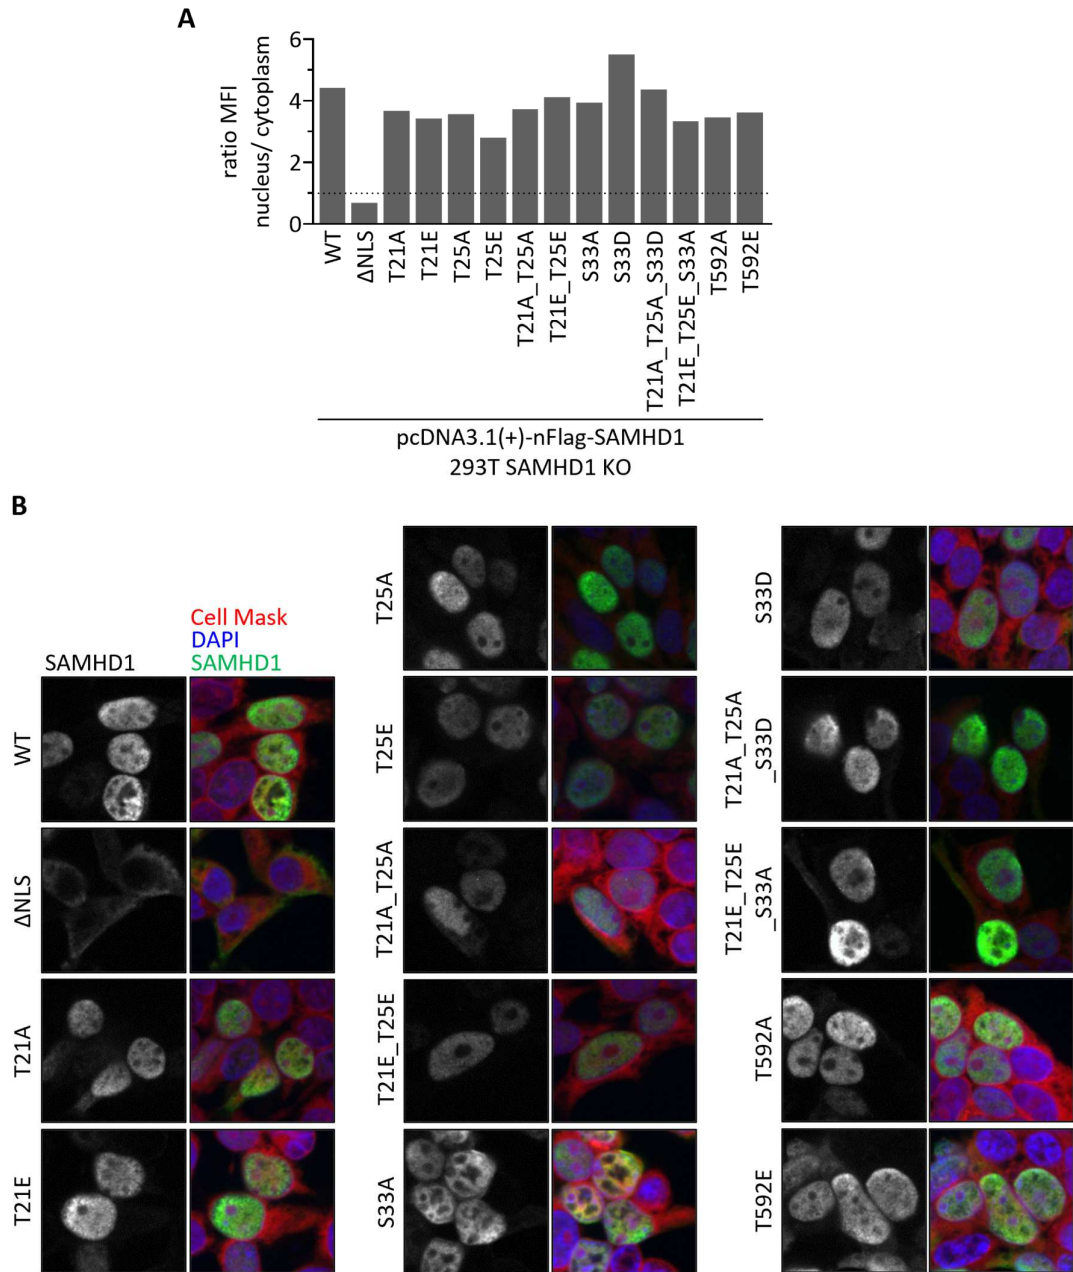 A
ratio MFI
nucleus/ cytoplasm
6
4
2
0
WT
ΔNLS
T21A
T21E
T25A
T25E
T21A_T25A
T21E_T25E
S33A
S33D
T21A_T25A_S33D
T21E_T25E_S33A
T592A
T592E
pcDNA3.1(+)-nFlag-SAMHD1
293T SAMHD1 KO
B
Cell Mask
DAPI
SAMHD1
SAMHD1
WT
ΔNLS
T21A
T21E
T25A
T25E
T21A_T25A
T21E_T25E
S33A
S33D
T21A_T25A
_S33D
T21E_T25E
_S33A
T592A
T592E